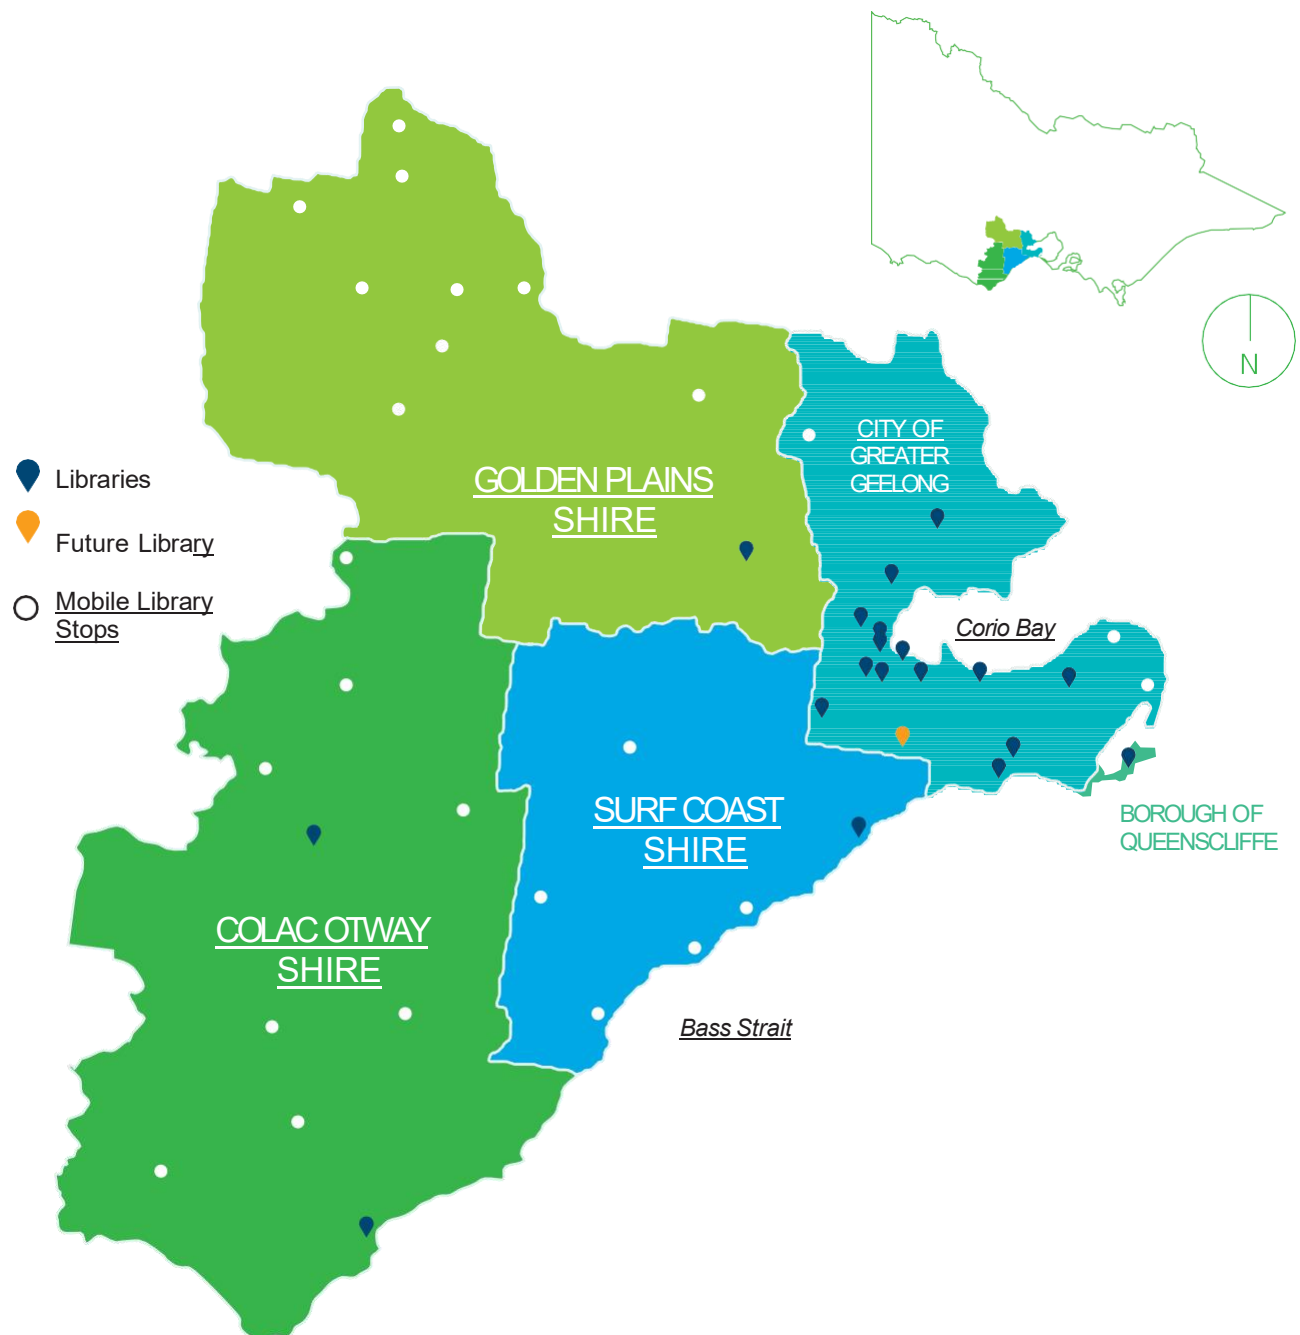 N
CITY OF
GREATER
GEELONG
GOLDEN PLAINS
SHIRE
Libraries
Future Library
Mobile Library
Stops
Corio Bay
SURF COAST
SHIRE
BOROUGH OF
QUEENSCLIFFE
COLAC OTWAY
SHIRE
Bass Strait